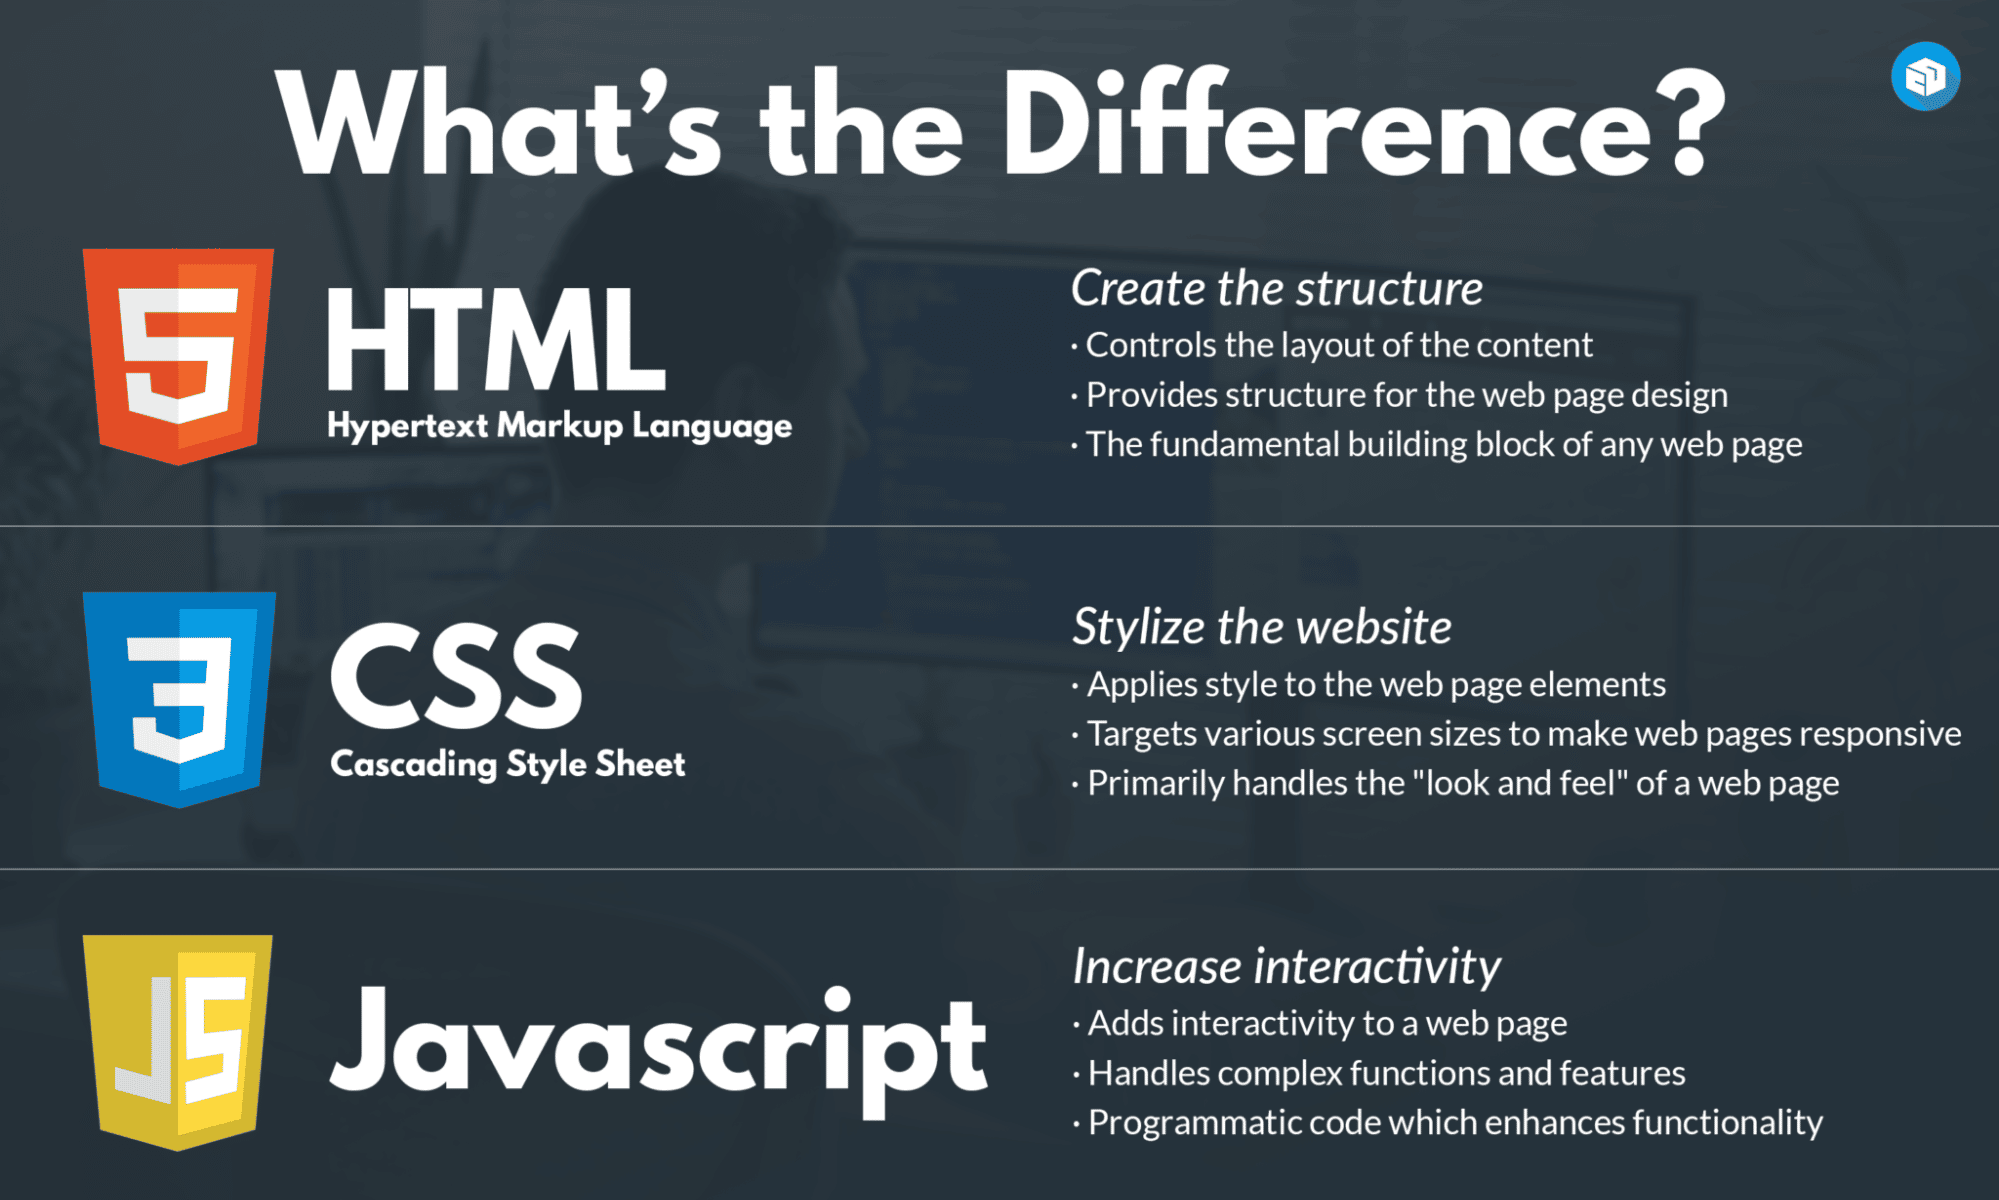 What's the Difference?
HTML
Hypertext Markup Language
Create the structure
· Controls the layout of the content
· Provides structure for the web page design
· The fundamental building block of any web page
CSS
Cascading Style Sheet
Stylize the website
· Applies style to the web page elements
· Targets various screen sizes to make web pages responsive
· Primarily handles the "look and feel" of a web page
JS
Javascript
Increase interactivity
· Adds interactivity to a web page
· Handles complex functions and features
· Programmatic code which enhances functionality